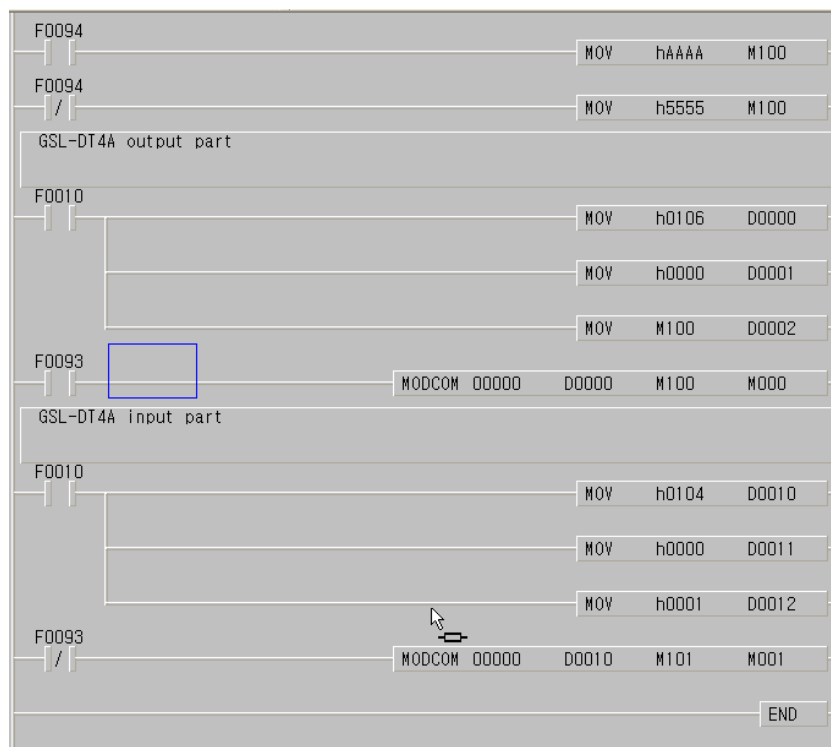 F0094
MOV hAAAA M100
F0094
/ MOV h5555 M100
GSL-DT4A output part
F0010
MOV h0106 D0000
MOV h0000 D0001
MOV M100 D0002
F0093
MODCOM 00000 D0000 M100 M000
GSL-DT4A input part
F0010
MOV h0104 D0010
MOV h0000 D0011
MOV h0001 D0012
F0093
/ MODCOM 00000 D0010 M101 M001
END